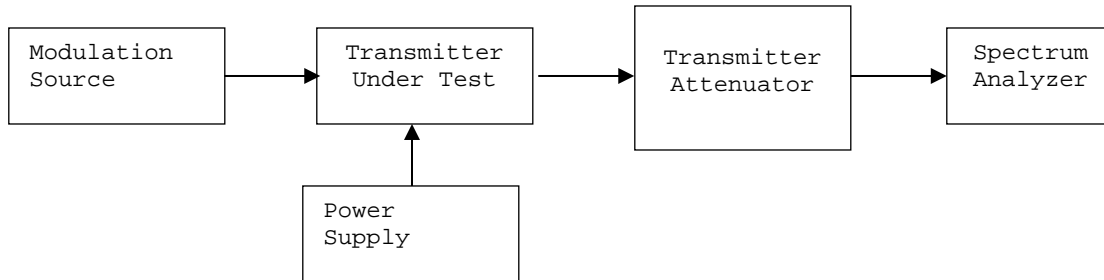 Modulation
Source
Transmitter
Under Test
Transmitter
Attenuator
Spectrum
Analyzer
Power
Supply